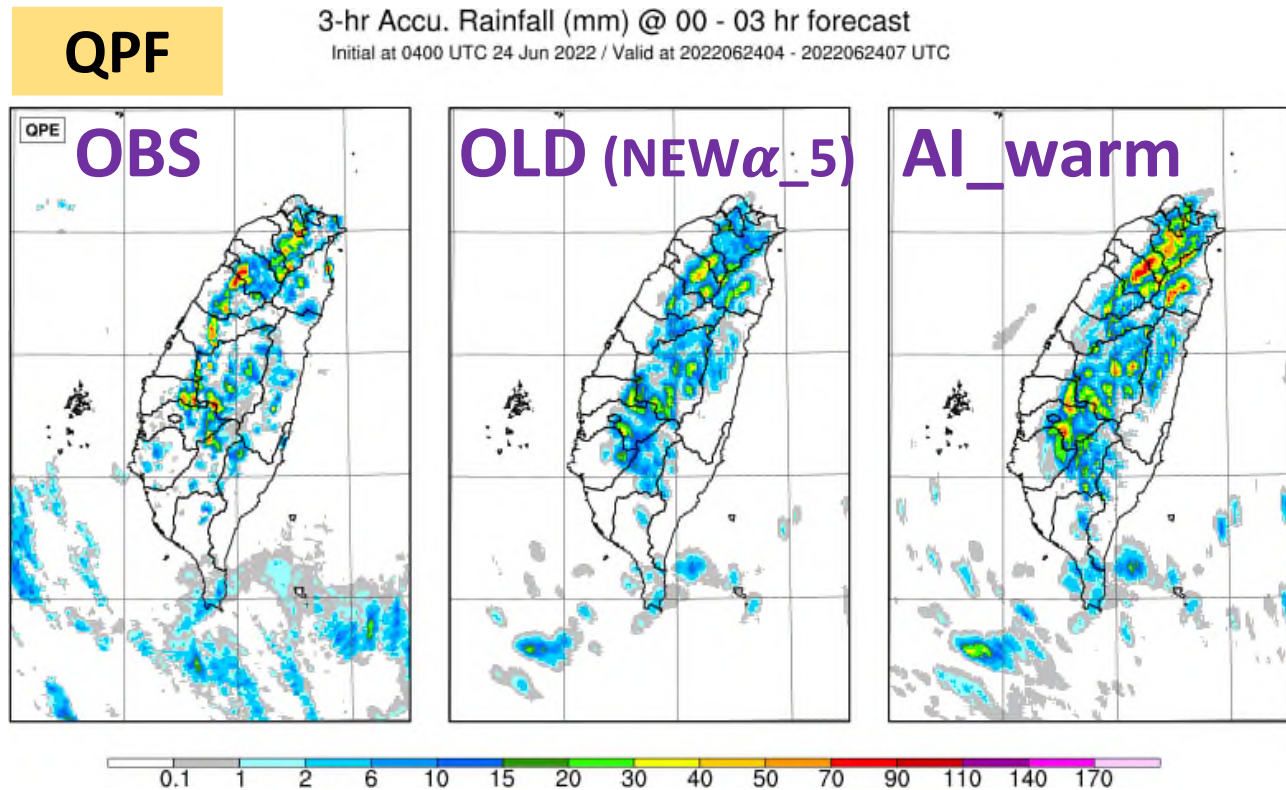 QPF
3-hr Accu. Rainfall (mm) @ 00 - 03 hr forecast
Initial at 0400 UTC 24 Jun 2022 / Valid at 2022062404 - 2022062407 UTC
QPE
OBS
OLD (NEWα_5)
AI_warm
0.1 1 2 6 10 15 20 30 40 50 70 90 110 140 170